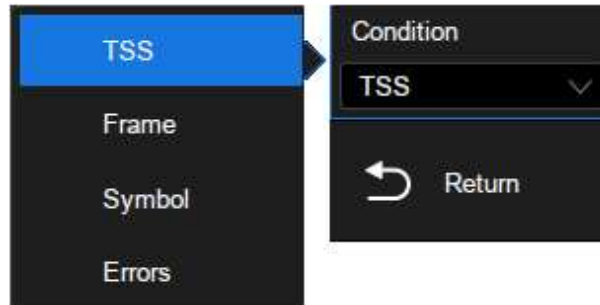 TSS
Frame
Symbol
Errors
Condition
TSS
Return